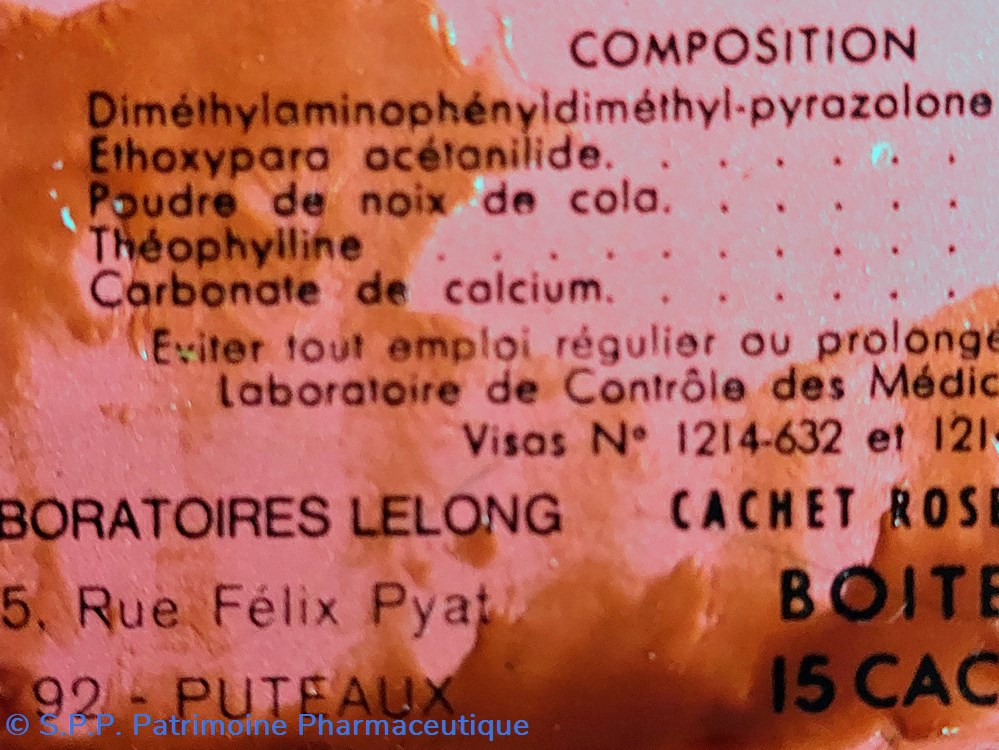 COMPOSITION
Diméthylaminophényldiméthyl-pyrazolone
Ethoxypara acétanilide. . . . . . .
Poudre de noix de cola. . . . . .
Théophylline . . . . . . . . . .
Carbonate de calcium. . . . . . .
Eviter tout emploi régulier ou prolongé
Laboratoire de Contrôle des Médic
Visas N° 1214-632 et 121
BORATOIRES LELONG CACHET ROSE
5, Rue Félix Pyat BOITE
92 - PUTEAUX 15 CAC
© S.P.P. Patrimoine Pharmaceutique